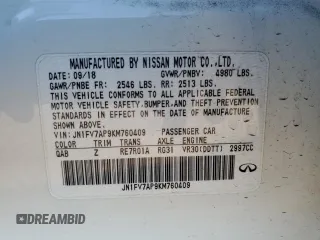 MANUFACTURED BY NISSAN MOTOR CO.,LTD.
DATE: 09/18 GVWR/PNBV: 4980 LBS.
GAWR/PNBE FR: 2546 LBS. RR: 2513 LBS.
THIS VEHICLE CONFORMS TO ALL APPLICABLE FEDERAL
MOTOR VEHICLE SAFETY,BUMPER,AND THEFT PREVENTION
STANDARDS IN EFFECT ON THE DATE OF MANUFACTURE
SHOWN ABOVE.
VIN: JN1FV7AP9KM760409 PASSENGER CAR
COLOR TRIM TRANS AXLE ENGINE
QAB Z RE7R01A RG31 VR30(DDTT) 2997CC
JN1FV7AP9KM760409
REDRIAN BID